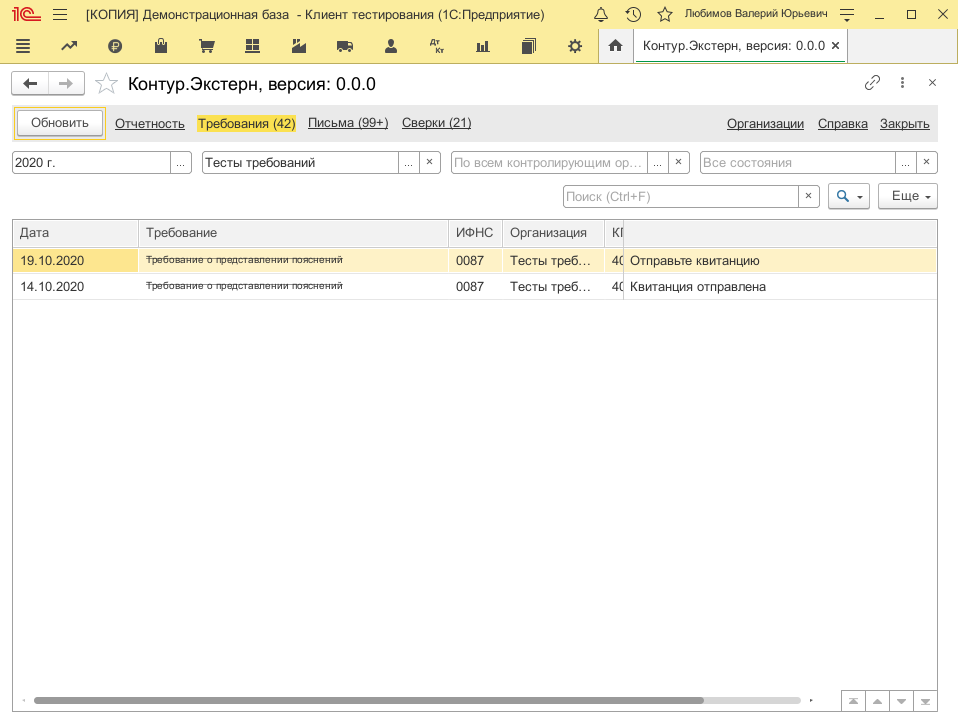 1С [КОПИЯ] Демонстрационная база - Клиент тестирования (1С:Предприятие) Любимов Валерий Юрьевич
Дт Кт Контур.Экстерн, версия: 0.0.0 ×
Контур.Экстерн, версия: 0.0.0
Обновить Отчетность Требования (42) Письма (99+) Сверки (21) Организации Справка Закрыть
2020 г. ... Тесты требований ... × По всем контролирующим ор... ... × Все состояния ... ×
Поиск (Ctrl+F) × Еще
Дата Требование ИФНС Организация КГ
19.10.2020 Требование о представлении пояснений 0087 Тесты треб... 40 Отправьте квитанцию
14.10.2020 Требование о представлении пояснений 0087 Тесты треб... 40 Квитанция отправлена